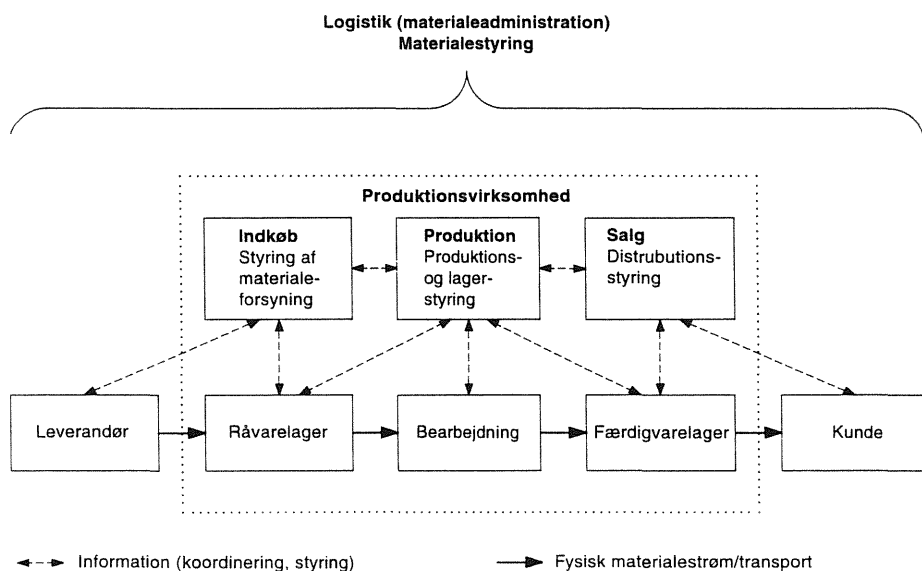 Logistik (materialeadministration)
Materialestyring
Produktionsvirksomhed
Indkøb
Styring af
materiale-
forsyning
Produktion
Produktions-
og lager-
styring
Salg
Distrubutions-
styring
Leverandør
Råvarelager
Bearbejdning
Færdigvarelager
Kunde
Information (koordinering, styring)
Fysisk materialestrøm/transport